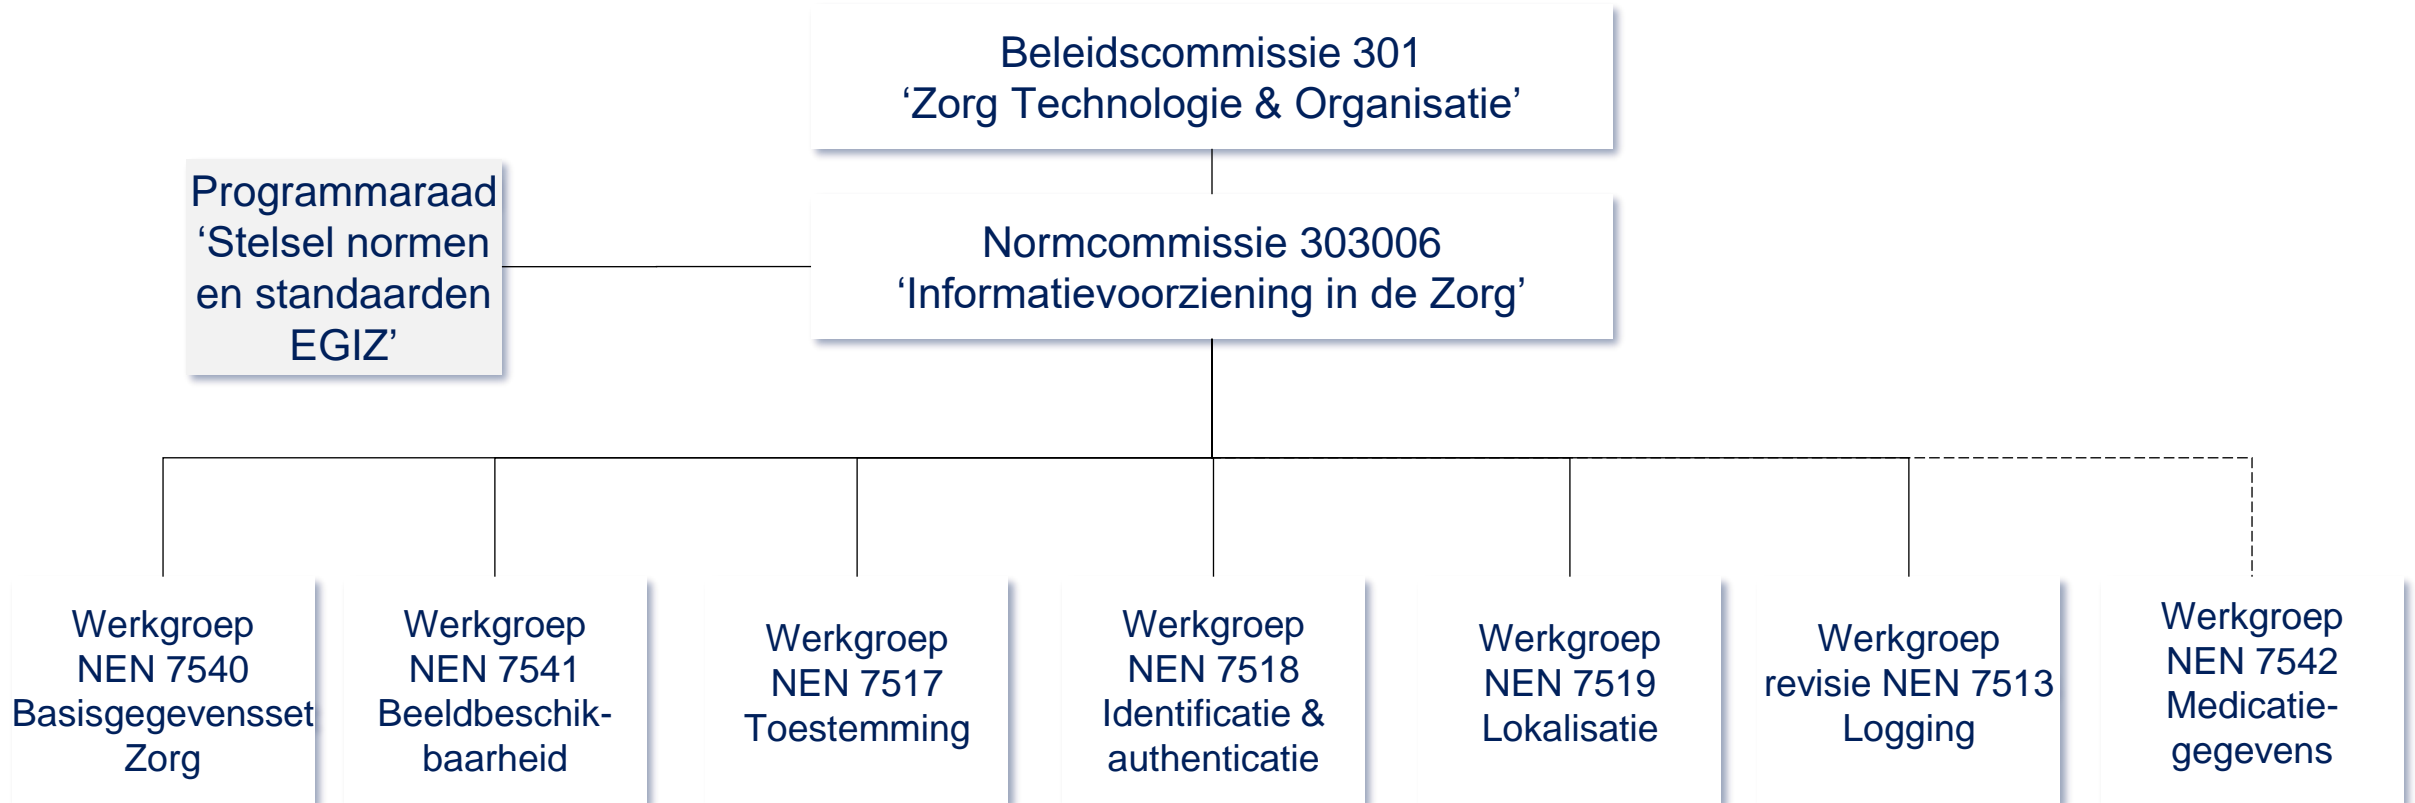 Beleidscommissie 301
‘Zorg Technologie & Organisatie’
Programmaraad
‘Stelsel normen
en standaarden
EGIZ’
Normcommissie 303006
‘Informatievoorziening in de Zorg’
Werkgroep
NEN 7540
Basisgegevensset
Zorg
Werkgroep
NEN 7541
Beeldbeschik-
baarheid
Werkgroep
NEN 7517
Toestemming
Werkgroep
NEN 7518
Identificatie &
authenticatie
Werkgroep
NEN 7519
Lokalisatie
Werkgroep
revisie NEN 7513
Logging
Werkgroep
NEN 7542
Medicatie-
gegevens